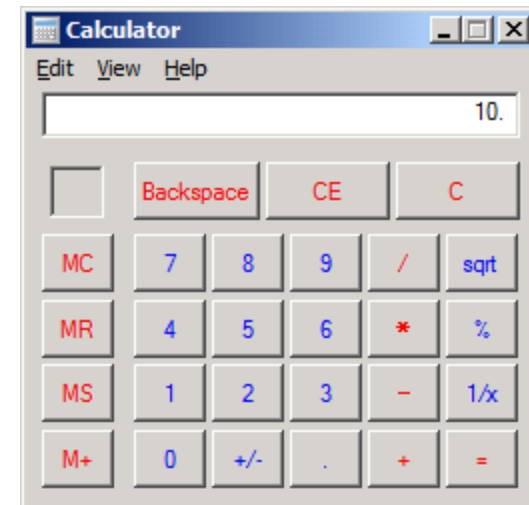 Calculator
Edit View Help
10.
Backspace CE C
MC 7 8 9 / sqrt
MR 4 5 6 * %
MS 1 2 3 - 1/x
M+ 0 +/- . + =